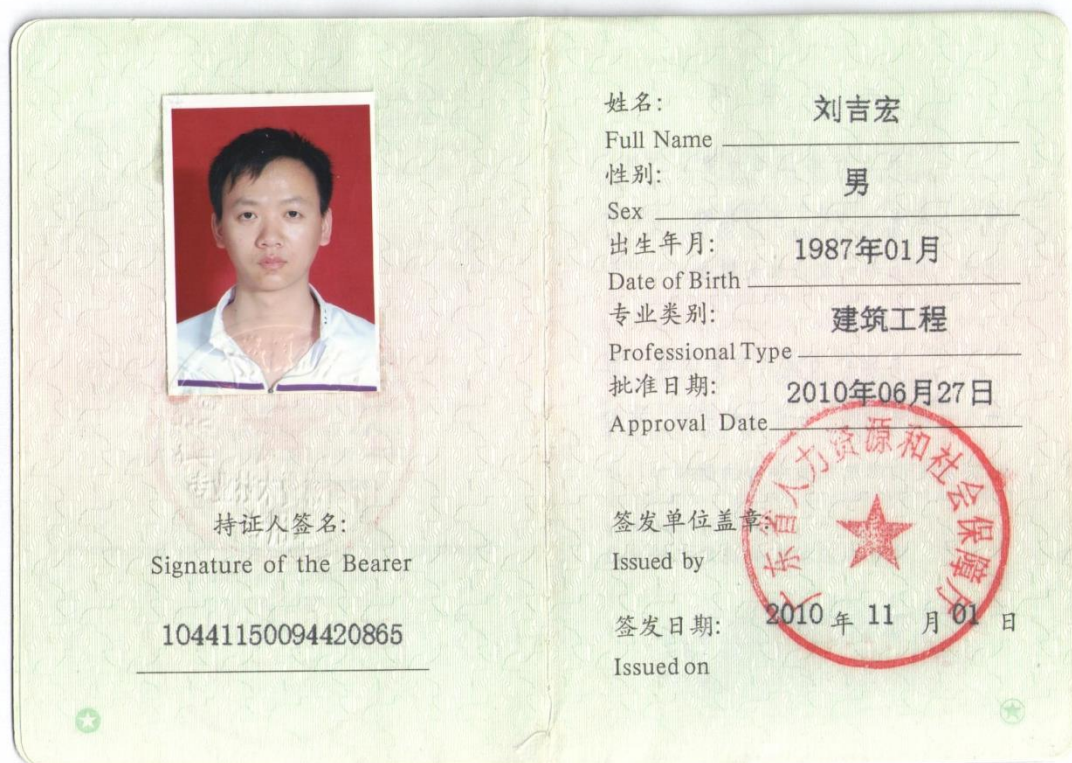 持证人签名:
Signature of the Bearer
10441150094420865
姓名: 刘吉宏
Full Name
性别: 男
Sex
出生年月: 1987年01月
Date of Birth
专业类别: 建筑工程
Professional Type
批准日期: 2010年06月27日
Approval Date
广东省人力资源和社会保障厅
签发单位盖章:
Issued by
签发日期: 2010 年 11 月 01 日
Issued on